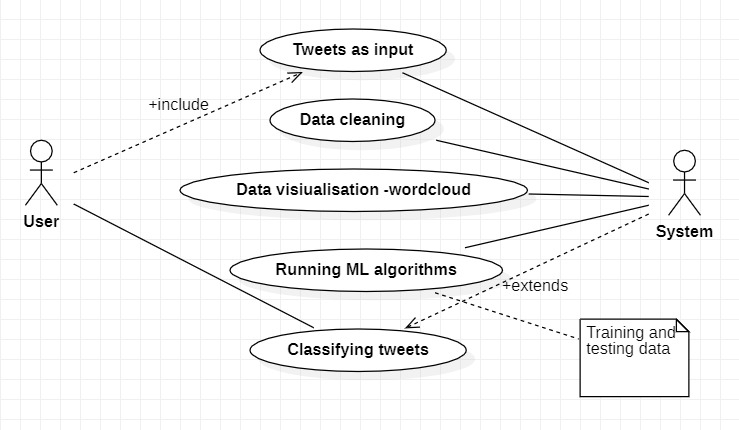 Tweets as input
+include
Data cleaning
Data visiualisation -wordcloud
User
System
Running ML algorithms
+extends
Training and
testing data
Classifying tweets